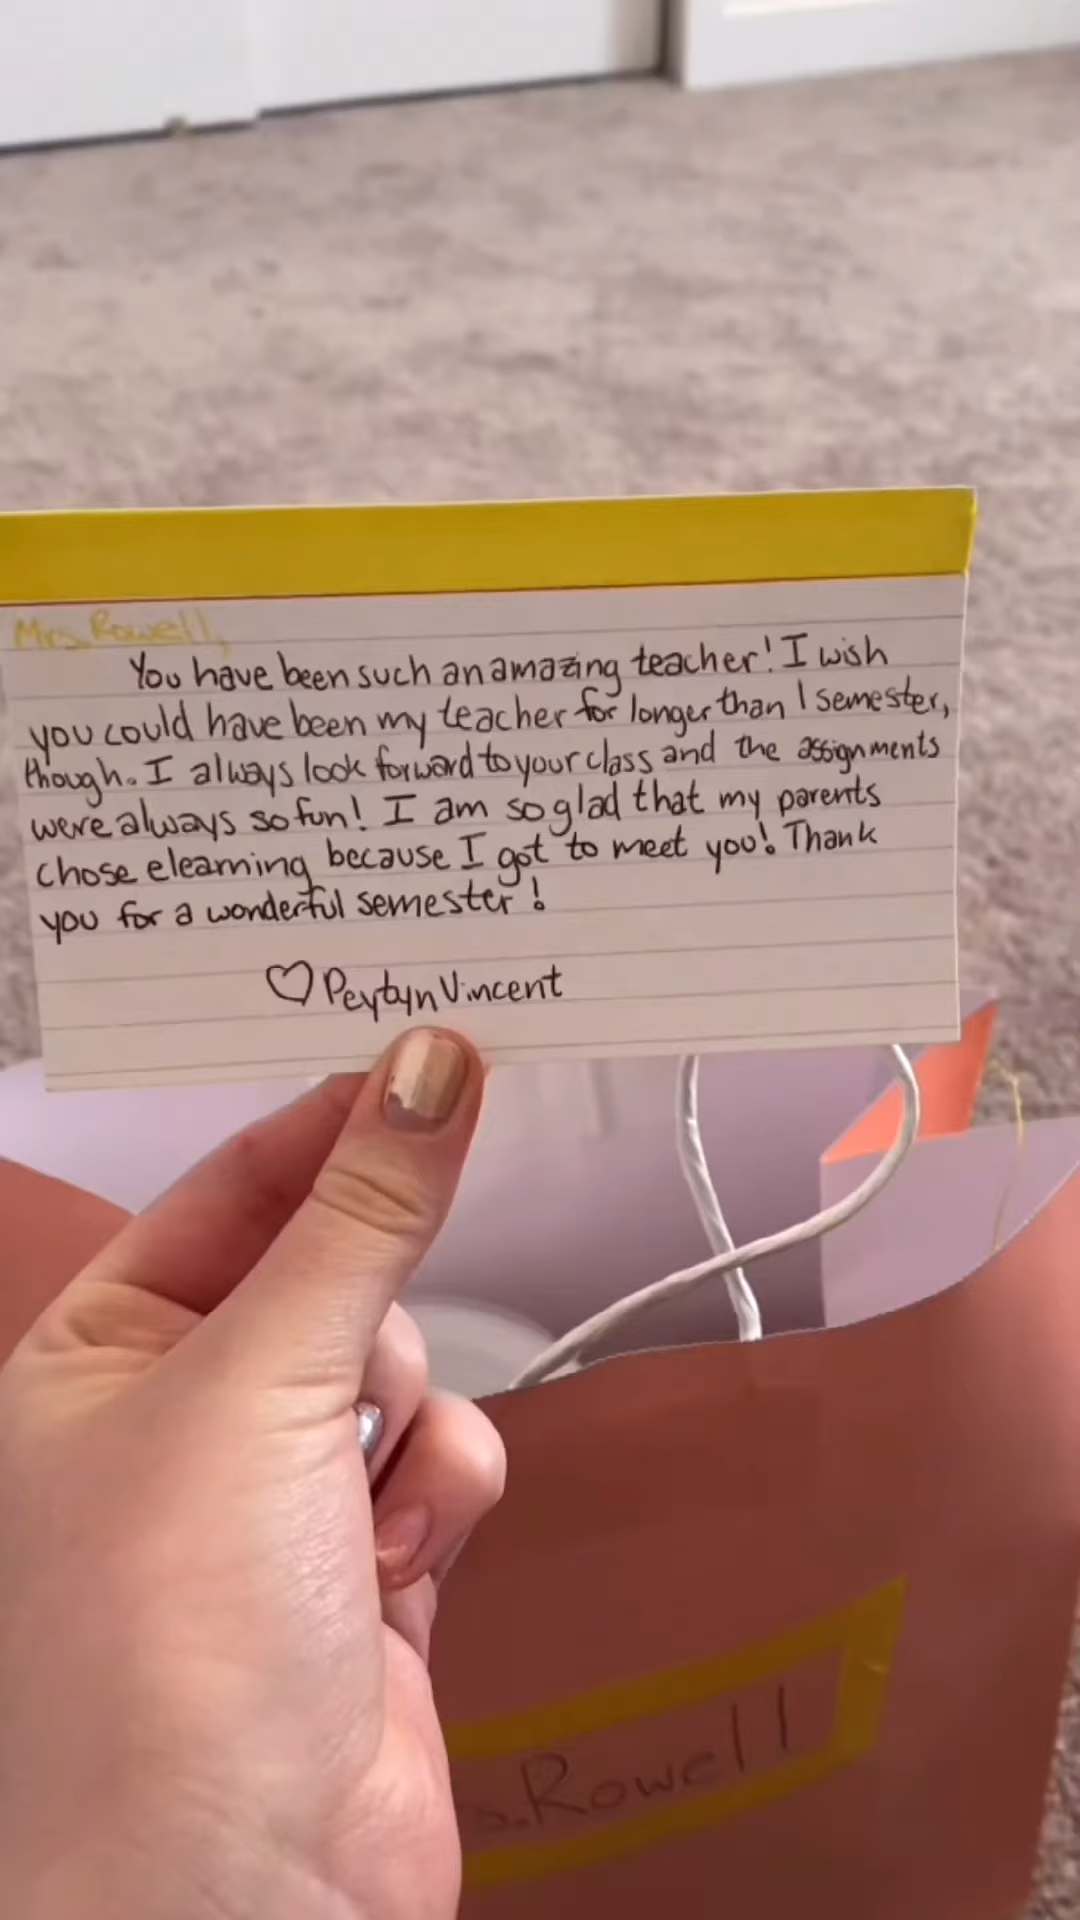 Mrs. Rowell,
You have been such an amazing teacher! I wish
you could have been my teacher for longer than 1 semester,
though. I always look forward to your class and the assignments
were always so fun! I am so glad that my parents
chose elearning because I got to meet you! Thank
you for a wonderful semester!
♡ Peytyn Vincent
s. Rowell